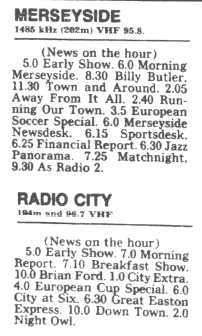 MERSEYSIDE
1485 kHz (202m) VHF 95.8.
(News on the hour)
5.0 Early Show. 6.0 Morning
Merseyside. 8.30 Billy Butler.
11.30 Town and Around. 2.05
Away From It All. 2.40 Run-
ning Our Town. 3.5 European
Soccer Special. 6.0 Merseyside
Newsdesk. 6.15 Sportsdesk.
6.25 Financial Report. 6.30 Jazz
Panorama. 7.25 Matchnight.
9.30 As Radio 2.
RADIO CITY
194m and 96.7 VHF
(News on the hour)
5.0 Early Show. 7.0 Morning
Report. 7.10 Breakfast Show.
10.0 Brian Ford. 1.0 City Extra.
4.0 European Cup Special. 6.0
City at Six. 6.30 Great Easton
Express. 10.0 Down Town. 2.0
Night Owl.